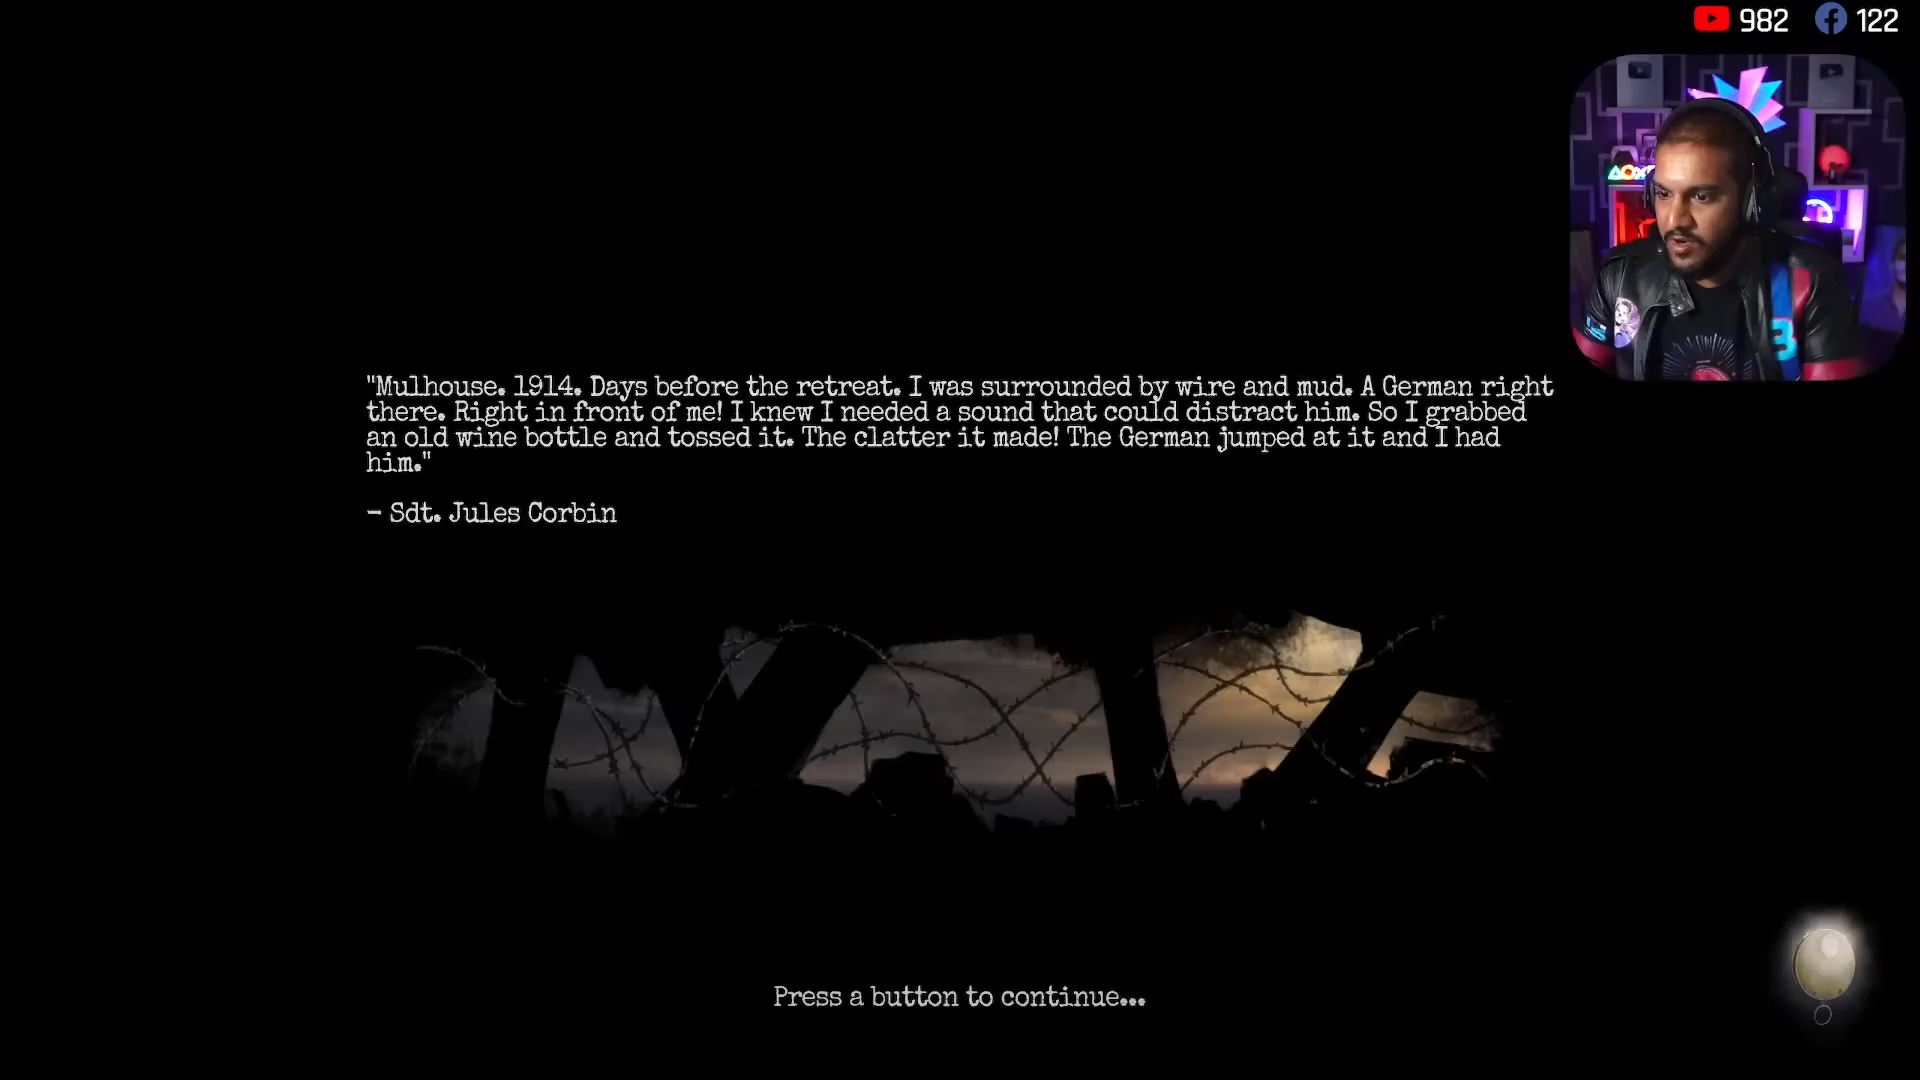 982 122
"Mulhouse. 1914. Days before the retreat. I was surrounded by wire and mud. A German right
there. Right in front of me! I knew I needed a sound that could distract him. So I grabbed
an old wine bottle and tossed it. The clatter it made! The German jumped at it and I had
him."
- Sdt. Jules Corbin
Press a button to continue...